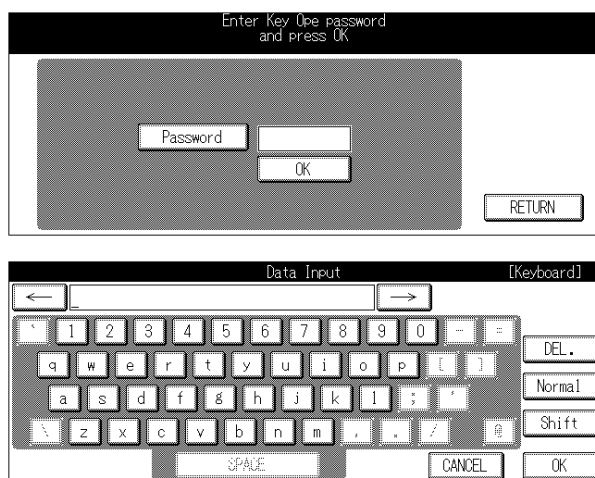 Enter Key Ope password
and press OK
Password
OK
RETURN
Data Input [Keyboard]
← _ →
` 1 2 3 4 5 6 7 8 9 0 - =
q w e r t y u i o p [ ] DEL.
a s d f g h j k l ; ' Normal
\ z x c v b n m , . / @ Shift
SPACE CANCEL OK